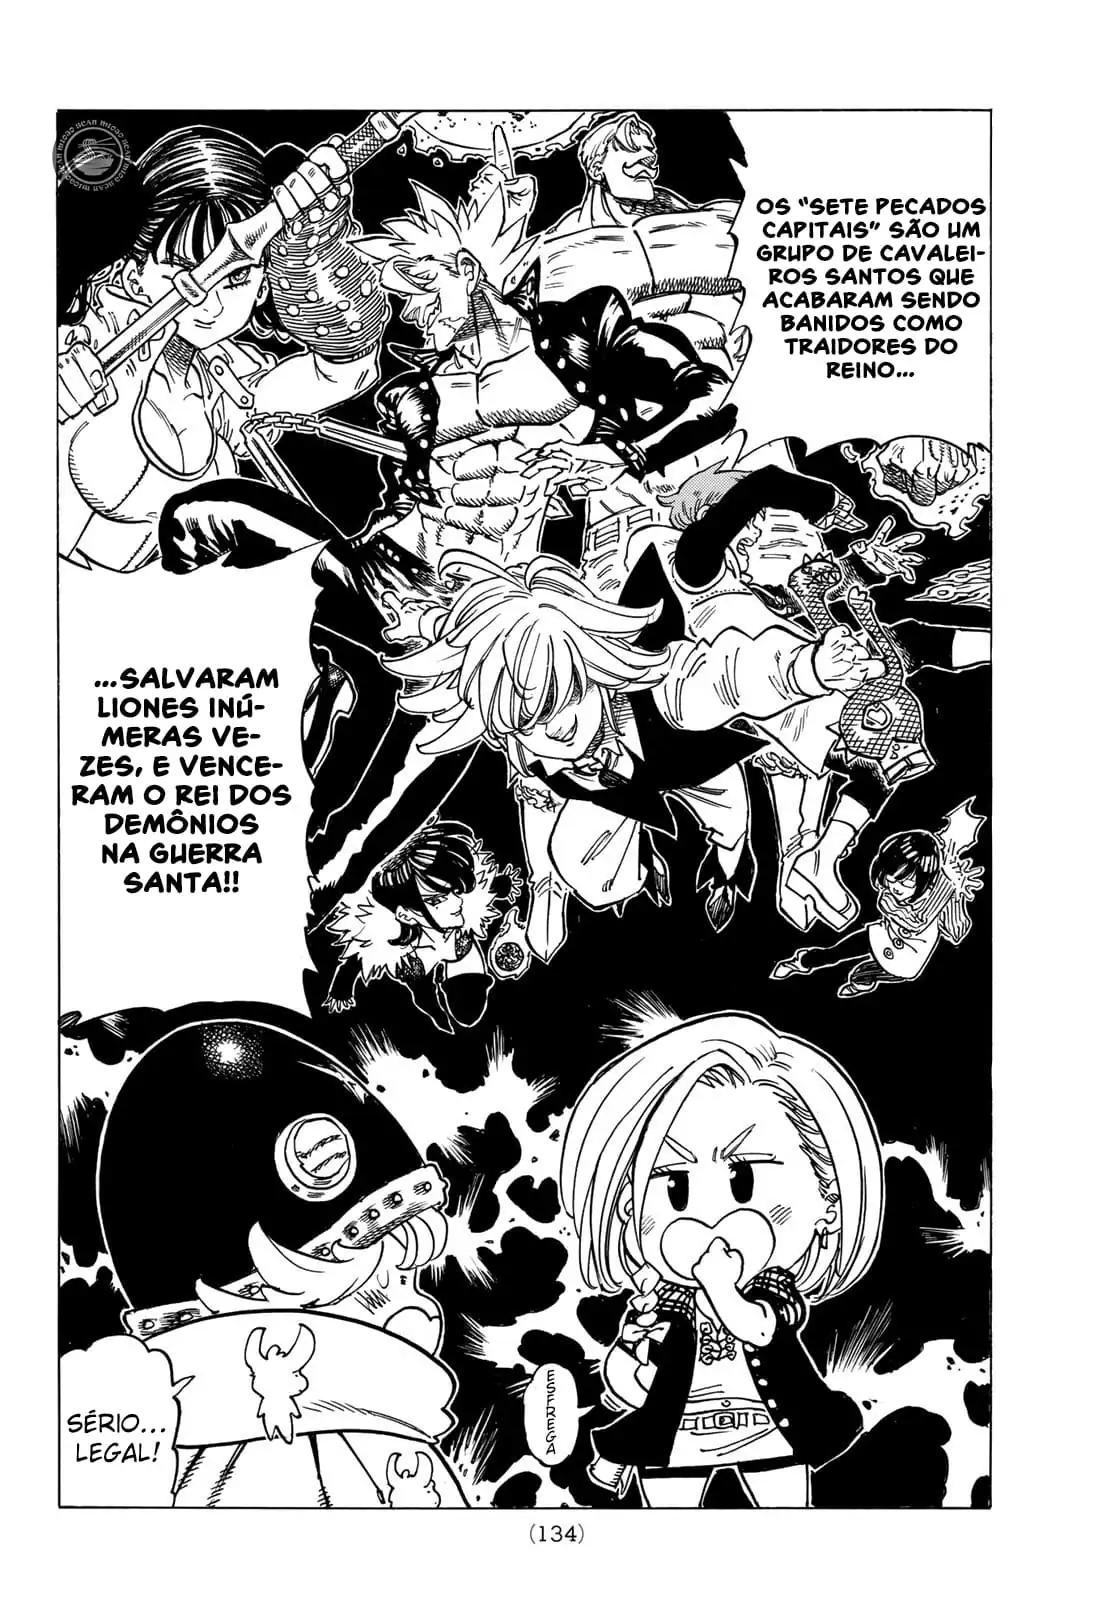 OS "SETE PECADOS
CAPITAIS" SÃO UM
GRUPO DE CAVALEI-
ROS SANTOS QUE
ACABARAM SENDO
BANIDOS COMO
TRAIDORES DO
REINO...
...SALVARAM
LIONES INÚ-
MERAS VE-
ZES, E VENCE-
RAM O REI DOS
DEMÔNIOS
NA GUERRA
SANTA!!
ESFREGA
SÉRIO...
LEGAL!
(134)